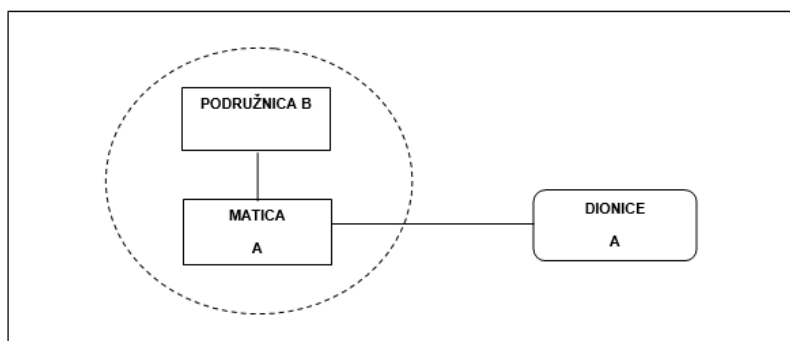 PODRUŽNICA B
MATICA
A
DIONICE
A